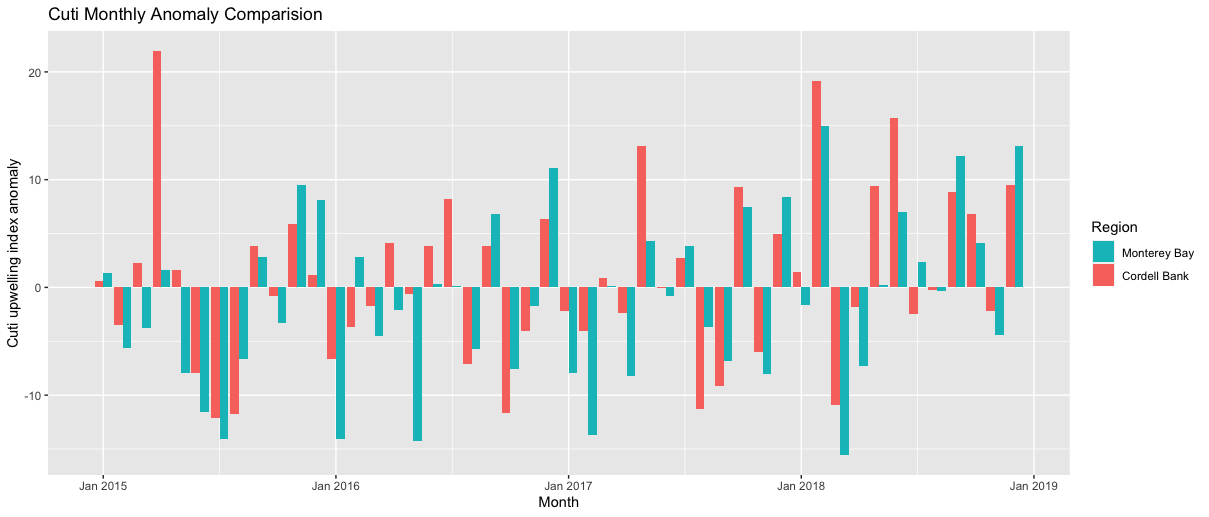 Cuti Monthly Anomaly Comparision
Cuti upwelling index anomaly
20
10
0
-10
Jan 2015
Jan 2016
Jan 2017
Jan 2018
Jan 2019
Month
Region
Monterey Bay
Cordell Bank